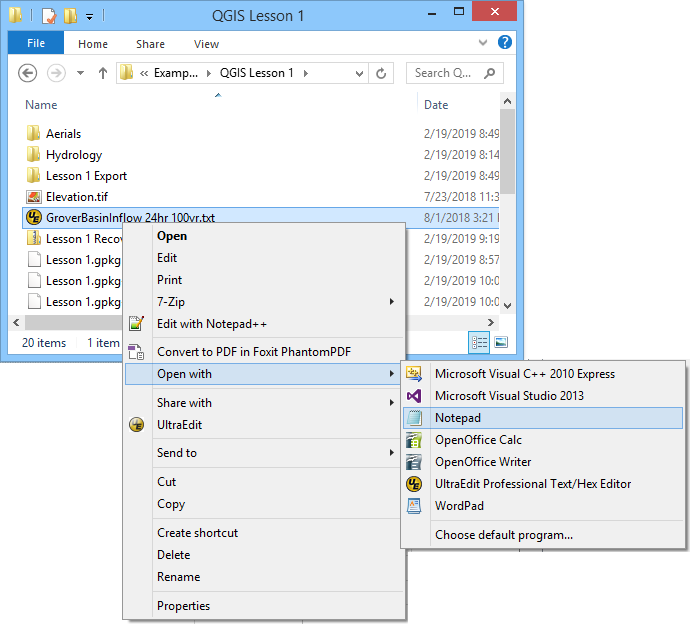 QGIS Lesson 1
File Home Share View
« Examp... QGIS Lesson 1 Search Q...
Name Date
Aerials 2/19/2019 8:49
Hydrology 2/19/2019 8:14
Lesson 1 Export 2/19/2019 8:49
Elevation.tif 7/23/2018 11:3
GroverBasinInflow 24hr 100yr.txt 8/1/2018 3:21
Lesson 1 Reco 2/19/2019 9:19
Lesson 1.gpkg 2/19/2019 8:57
Lesson 1.gpkg 2/19/2019 10:0
Lesson 1.gpkg 2/19/2019 10:0
20 items 1 item
Open
Edit
Print
7-Zip
Edit with Notepad++
Convert to PDF in Foxit PhantomPDF
Open with
Share with
UltraEdit
Send to
Cut
Copy
Create shortcut
Delete
Rename
Properties
Microsoft Visual C++ 2010 Express
Microsoft Visual Studio 2013
Notepad
OpenOffice Calc
OpenOffice Writer
UltraEdit Professional Text/Hex Editor
WordPad
Choose default program...